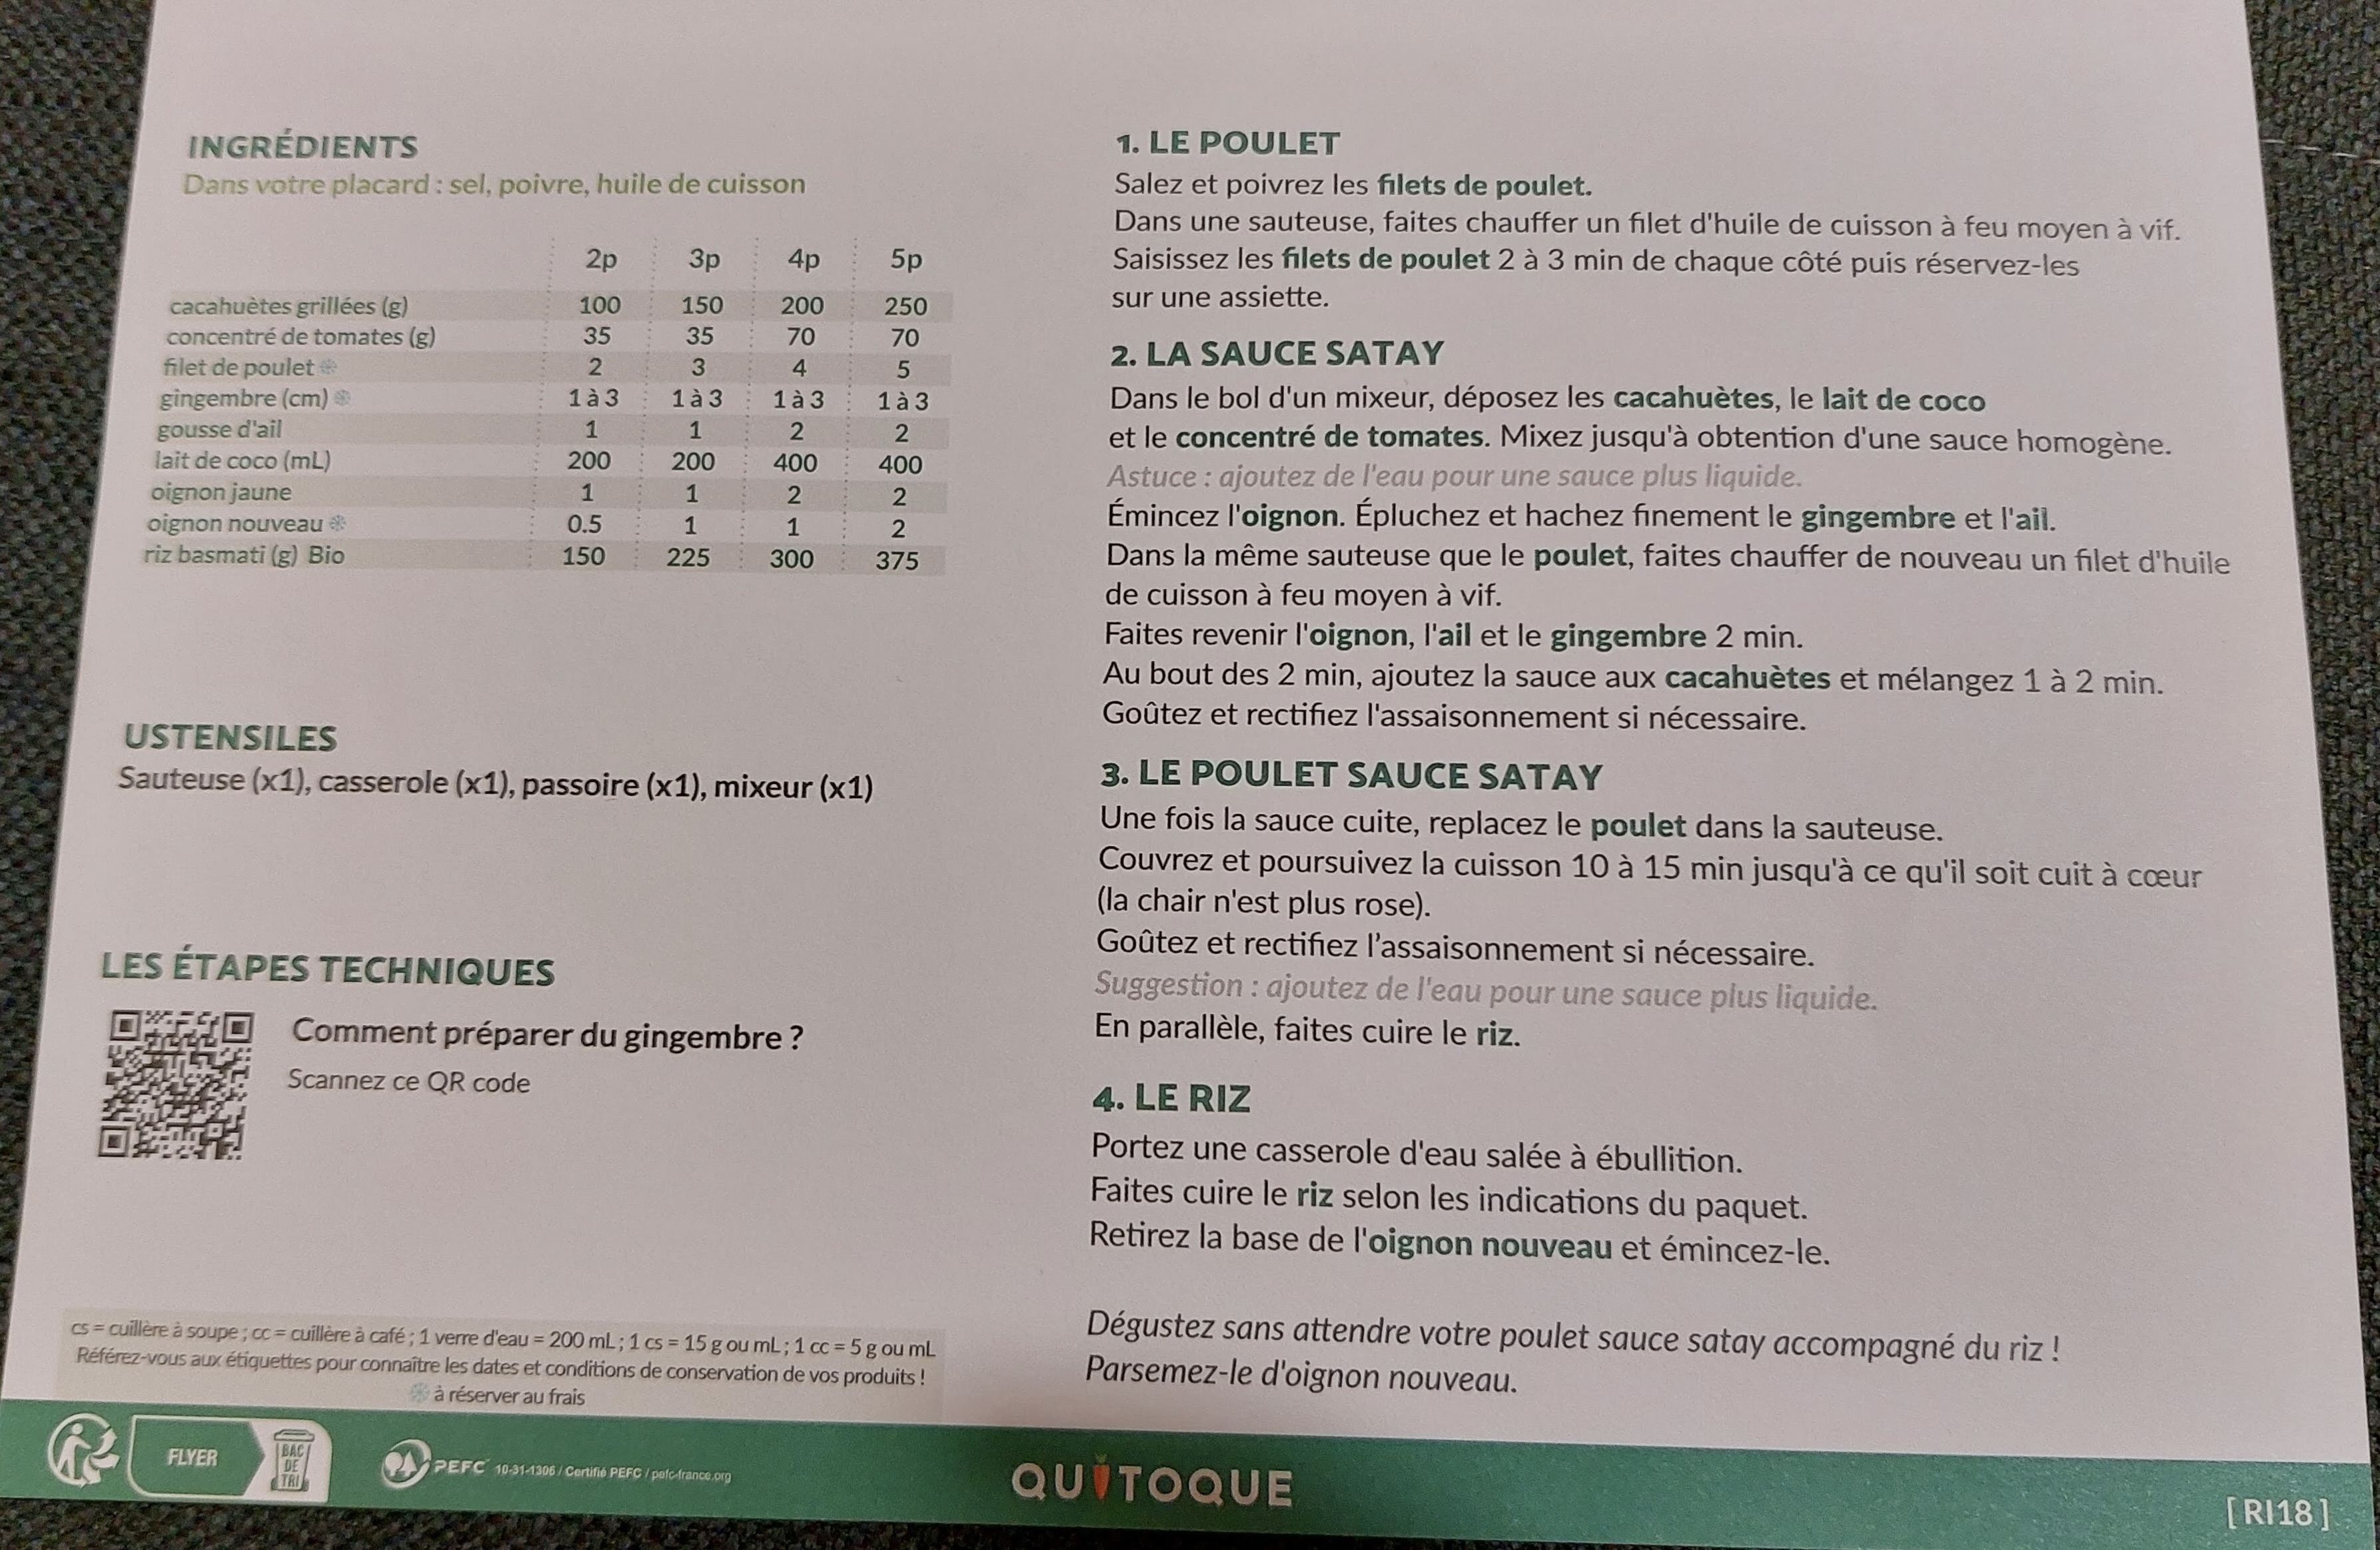 INGRÉDIENTS
Dans votre placard : sel, poivre, huile de cuisson
2p 3p 4p 5p
cacahuètes grillées (g) 100 150 200 250
concentré de tomates (g) 35 35 70 70
filet de poulet 2 3 4 5
gingembre (cm) 1 à 3 1 à 3 1 à 3 1 à 3
gousse d'ail 1 1 2 2
lait de coco (mL) 200 200 400 400
oignon jaune 1 1 2 2
oignon nouveau 0.5 1 1 2
riz basmati (g) Bio 150 225 300 375
USTENSILES
Sauteuse (x1), casserole (x1), passoire (x1), mixeur (x1)
LES ÉTAPES TECHNIQUES
Comment préparer du gingembre ?
Scannez ce QR code
cs = cuillère à soupe ; cc = cuillère à café ; 1 verre d'eau = 200 mL ; 1 cs = 15 g ou mL ; 1 cc = 5 g ou mL
Référez-vous aux étiquettes pour connaître les dates et conditions de conservation de vos produits !
à réserver au frais
1. LE POULET
Salez et poivrez les filets de poulet.
Dans une sauteuse, faites chauffer un filet d'huile de cuisson à feu moyen à vif.
Saisissez les filets de poulet 2 à 3 min de chaque côté puis réservez-les
sur une assiette.
2. LA SAUCE SATAY
Dans le bol d'un mixeur, déposez les cacahuètes, le lait de coco
et le concentré de tomates. Mixez jusqu'à obtention d'une sauce homogène.
Astuce : ajoutez de l'eau pour une sauce plus liquide.
Émincez l'oignon. Épluchez et hachez finement le gingembre et l'ail.
Dans la même sauteuse que le poulet, faites chauffer de nouveau un filet d'huile
de cuisson à feu moyen à vif.
Faites revenir l'oignon, l'ail et le gingembre 2 min.
Au bout des 2 min, ajoutez la sauce aux cacahuètes et mélangez 1 à 2 min.
Goûtez et rectifiez l'assaisonnement si nécessaire.
3. LE POULET SAUCE SATAY
Une fois la sauce cuite, replacez le poulet dans la sauteuse.
Couvrez et poursuivez la cuisson 10 à 15 min jusqu'à ce qu'il soit cuit à cœur
(la chair n'est plus rose).
Goûtez et rectifiez l’assaisonnement si nécessaire.
Suggestion : ajoutez de l'eau pour une sauce plus liquide.
En parallèle, faites cuire le riz.
4. LE RIZ
Portez une casserole d'eau salée à ébullition.
Faites cuire le riz selon les indications du paquet.
Retirez la base de l'oignon nouveau et émincez-le.
Dégustez sans attendre votre poulet sauce satay accompagné du riz !
Parsemez-le d'oignon nouveau.
FLYER
BAC
DE
TRI
PEFC 10-31-1306 / Certifié PEFC / pefc-france.org
QUITOQUE
[ RI18 ]